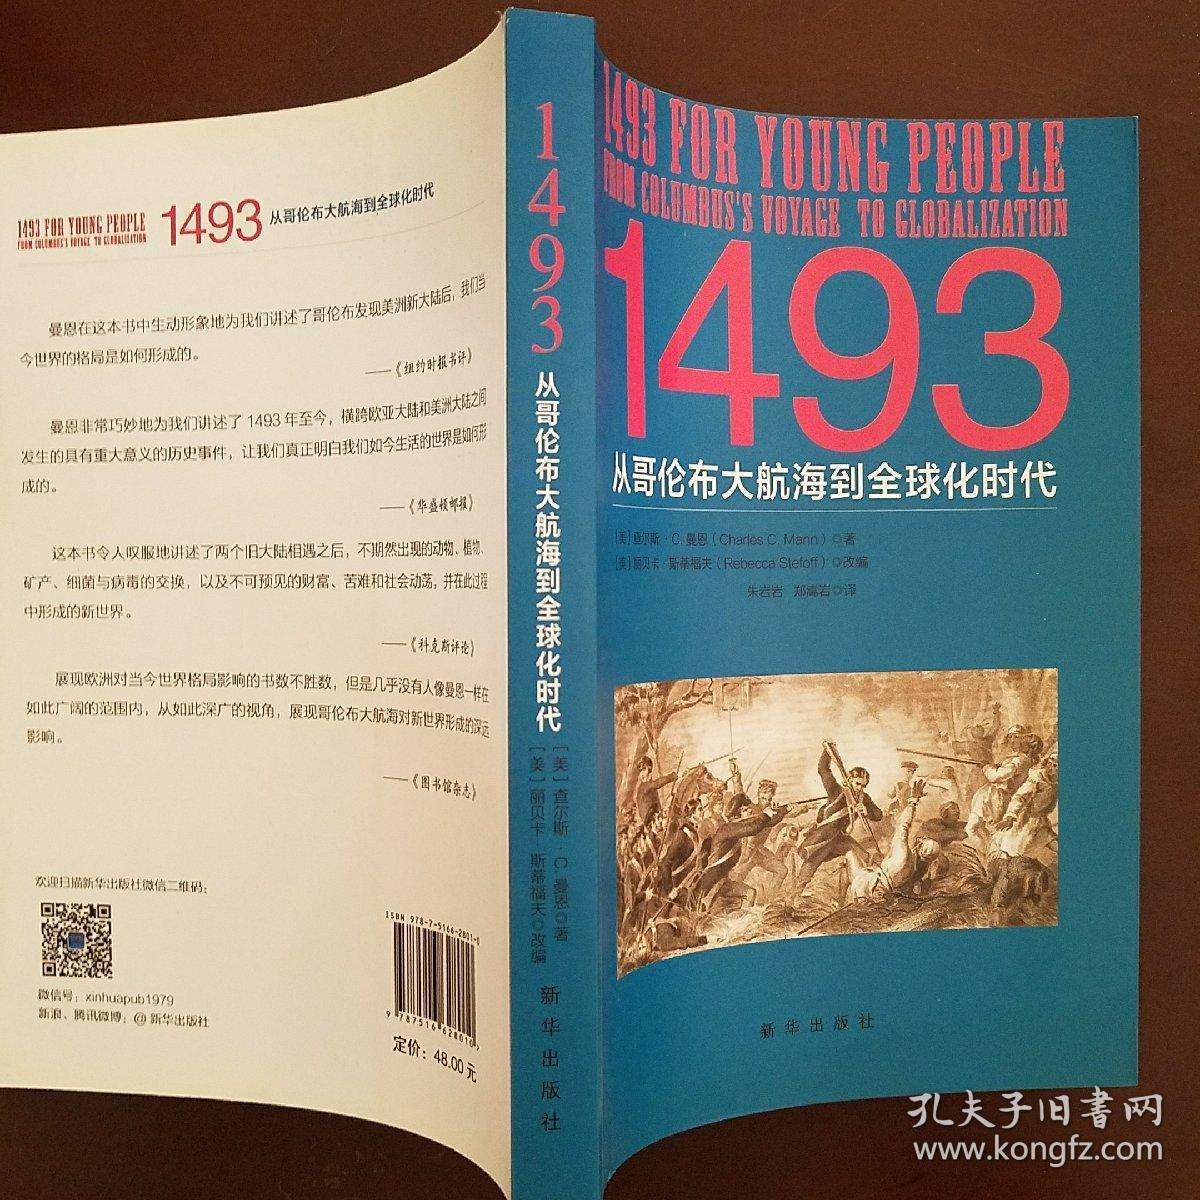 1493 FOR YOUNG PEOPLE
FROM COLUMBUS'S VOYAGE TO GLOBALIZATION
1493
从哥伦布大航海到全球化时代
曼恩在这本书中生动形象地为我们讲述了哥伦布发现美洲新大陆后，我们当
今世界的格局是如何形成的。
——《纽约时报书评》
曼恩非常巧妙地为我们讲述了1493年至今，横跨欧亚大陆和美洲大陆之间
发生的具有重大意义的历史事件，让我们真正明白我们如今生活的世界是如何形
成的。
——《华盛顿邮报》
这本书令人叹服地讲述了两个旧大陆相遇之后，不期然出现的动物、植物、
矿产、细菌与病毒的交换，以及不可预见的财富、苦难和社会动荡，并在此过程
中形成的新世界。
——《科克斯评论》
展现欧洲对当今世界格局影响的书数不胜数，但是几乎没有人像曼恩一样在
如此广阔的范围内，从如此深广的视角，展现哥伦布大航海对新世界形成的深远
影响。
——《图书馆杂志》
欢迎扫描新华出版社微信二维码：
微信号：xinhuapub1979
新浪、腾讯微博：@新华出版社
ISBN 978-7-5166-2801-0
9 787516 628010 >
定价：48.00元
1493 从哥伦布大航海到全球化时代
[美]查尔斯·C.曼恩◎著
[美]丽贝卡·斯蒂福夫◎改编
新华出版社
1493 FOR YOUNG PEOPLE
FROM COLUMBUS'S VOYAGE TO GLOBALIZATION
1493
从哥伦布大航海到全球化时代
[美]查尔斯·C.曼恩（Charles C. Mann）◎著
[美]丽贝卡·斯蒂福夫（Rebecca Stefoff）◎改编
朱岩岩 郑嵩岩◎译
新华出版社
孔夫子旧書网
www.kongfz.com